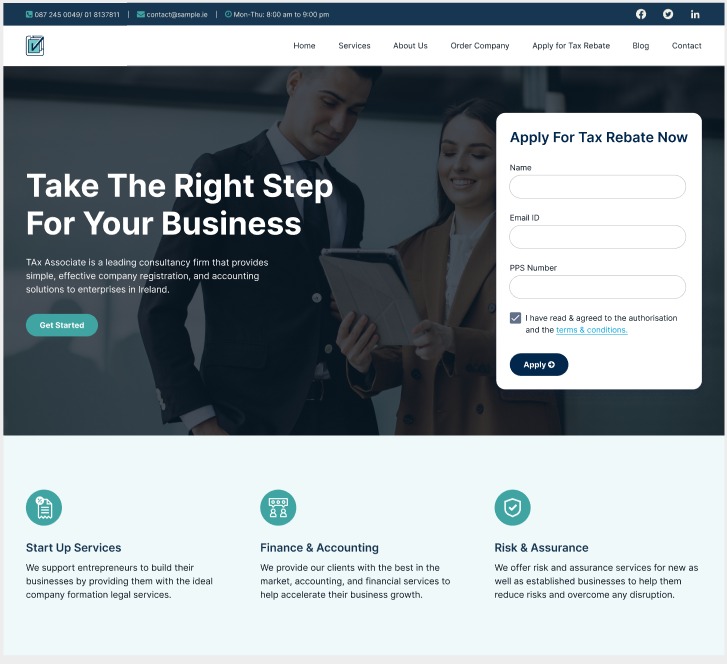 087 245 0049/ 01 8137811 | contact@sample.ie | Mon-Thu: 8:00 am to 9:00 pm
Home Services About Us Order Company Apply for Tax Rebate Blog Contact
Take The Right Step
For Your Business
TAx Associate is a leading consultancy firm that provides
simple, effective company registration, and accounting
solutions to enterprises in Ireland.
Get Started
Apply For Tax Rebate Now
Name
Email ID
PPS Number
I have read & agreed to the authorisation
and the terms & conditions.
Apply
Start Up Services
We support entrepreneurs to build their
businesses by providing them with the ideal
company formation legal services.
Finance & Accounting
We provide our clients with the best in the
market, accounting, and financial services to
help accelerate their business growth.
Risk & Assurance
We offer risk and assurance services for new as
well as established businesses to help them
reduce risks and overcome any disruption.